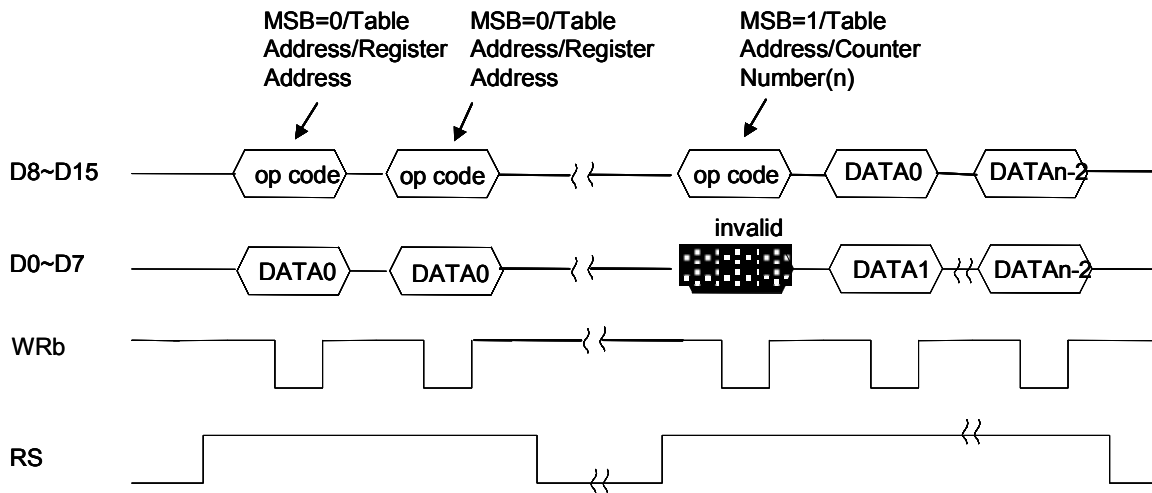 MSB=0/Table
Address/Register
Address
MSB=0/Table
Address/Register
Address
MSB=1/Table
Address/Counter
Number(n)
D8~D15
op code
op code
op code
DATA0
DATAn-2
invalid
D0~D7
DATA0
DATA0
DATA1
DATAn-2
WRb
RS